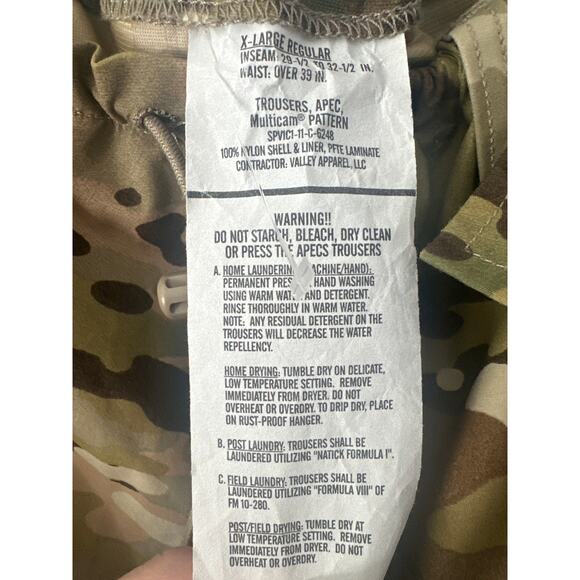 X-LARGE REGULAR
INSEAM: 29-1/2 TO 32-1/2 IN.
WAIST: OVER 39 IN.
TROUSERS, APEC,
Multicam® PATTERN
SPVIC1-11-C-6248
100% NYLON SHELL & LINER, PFTE LAMINATE
CONTRACTOR: VALLEY APPAREL, LLC
WARNING!!
DO NOT STARCH, BLEACH, DRY CLEAN
OR PRESS THE APECS TROUSERS
A. HOME LAUNDERING (MACHINE/HAND):
PERMANENT PRESS, HAND WASHING
USING WARM WATER AND DETERGENT.
RINSE THOROUGHLY IN WARM WATER.
NOTE: ANY RESIDUAL DETERGENT ON THE
TROUSERS WILL DECREASE THE WATER
REPELLENCY.
HOME DRYING: TUMBLE DRY ON DELICATE,
LOW TEMPERATURE SETTING. REMOVE
IMMEDIATELY FROM DRYER. DO NOT
OVERHEAT OR OVERDRY. TO DRIP DRY, PLACE
ON RUST-PROOF HANGER.
B. POST LAUNDRY: TROUSERS SHALL BE
LAUNDERED UTILIZING "NATICK FORMULA I".
C. FIELD LAUNDRY: TROUSERS SHALL BE
LAUNDERED UTILIZING "FORMULA VIII" OF
FM 10-280.
POST/FIELD DRYING: TUMBLE DRY AT
LOW TEMPERATURE SETTING. REMOVE
IMMEDIATELY FROM DRYER. DO NOT
OVERHEAT OR OVERDRY.